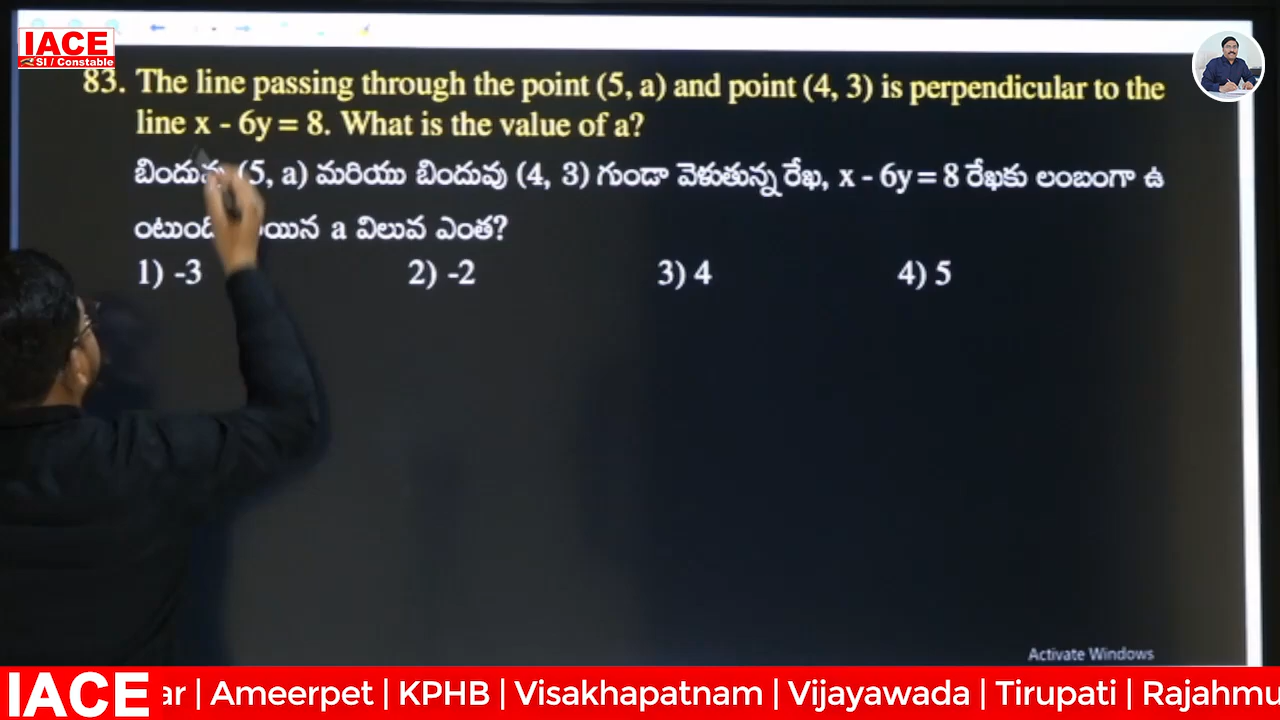 IACE
SI / Constable
83. The line passing through the point (5, a) and point (4, 3) is perpendicular to the
line x - 6y = 8. What is the value of a?
బిందువు (5, a) మరియు బిందువు (4, 3) గుండా వెళుతున్న రేఖ, x - 6y = 8 రేఖకు లంబంగా ఉ
ంటుంది యిన a విలువ ఎంత?
1) -3 2) -2 3) 4 4) 5
Activate Windows
IACE ar | Ameerpet | KPHB | Visakhapatnam | Vijayawada | Tirupati | Rajahmu